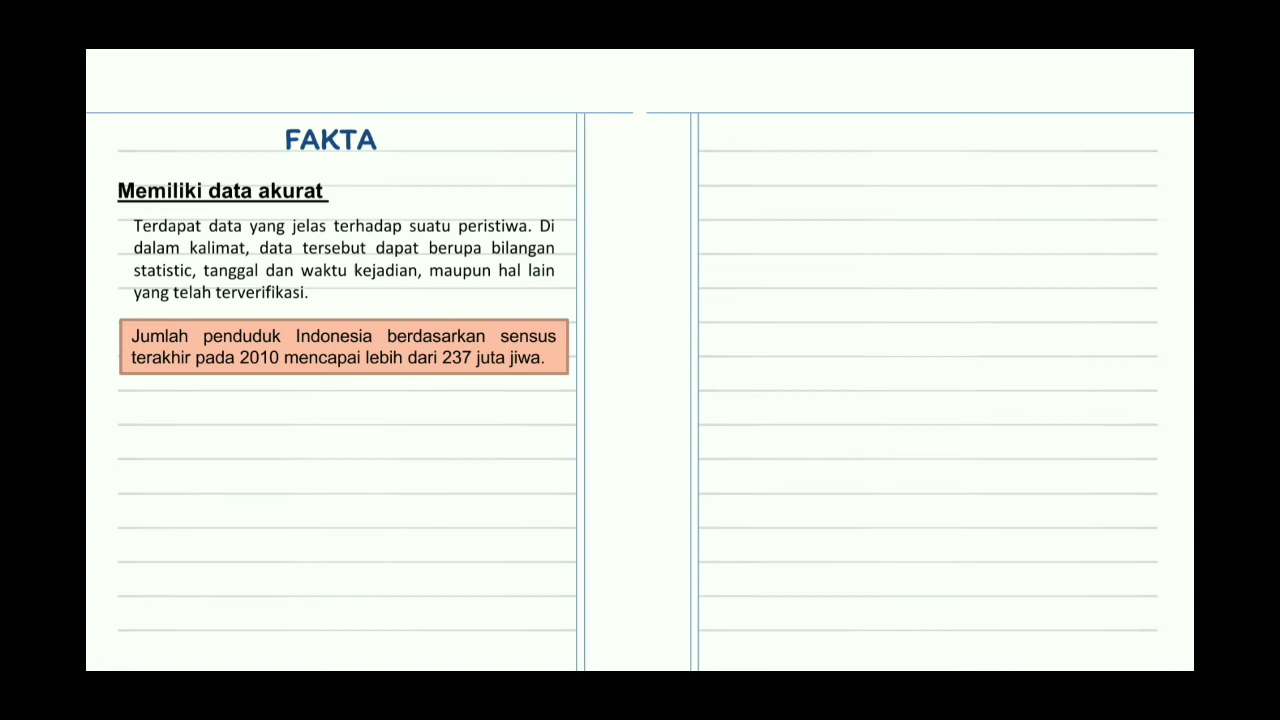 FAKTA
Memiliki data akurat
Terdapat data yang jelas terhadap suatu peristiwa. Di
dalam kalimat, data tersebut dapat berupa bilangan
statistic, tanggal dan waktu kejadian, maupun hal lain
yang telah terverifikasi.
Jumlah penduduk Indonesia berdasarkan sensus
terakhir pada 2010 mencapai lebih dari 237 juta jiwa.